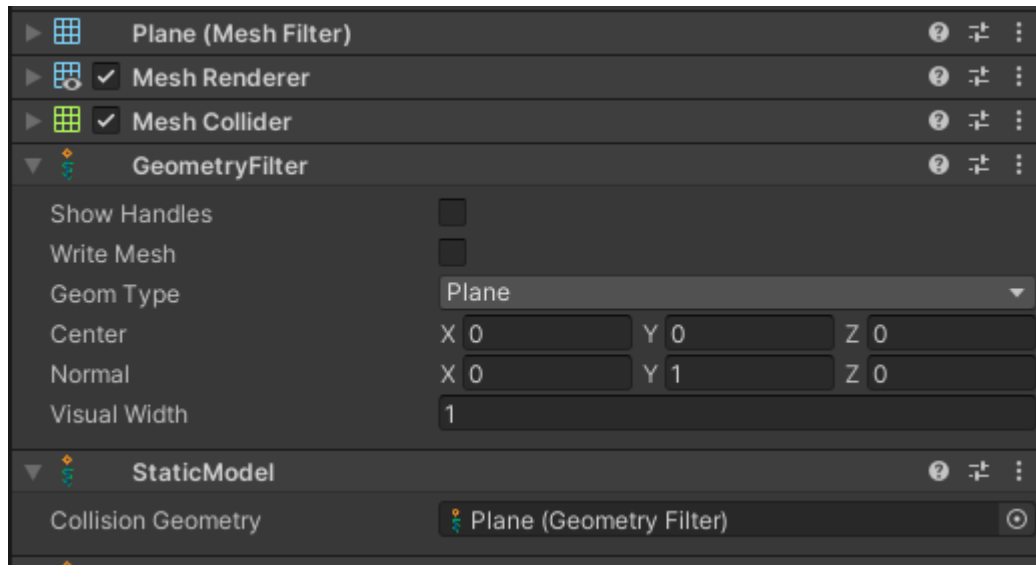 Plane (Mesh Filter)
Mesh Renderer
Mesh Collider
GeometryFilter
Show Handles
Write Mesh
Geom Type Plane
Center X 0 Y 0 Z 0
Normal X 0 Y 1 Z 0
Visual Width 1
StaticModel
Collision Geometry Plane (Geometry Filter)